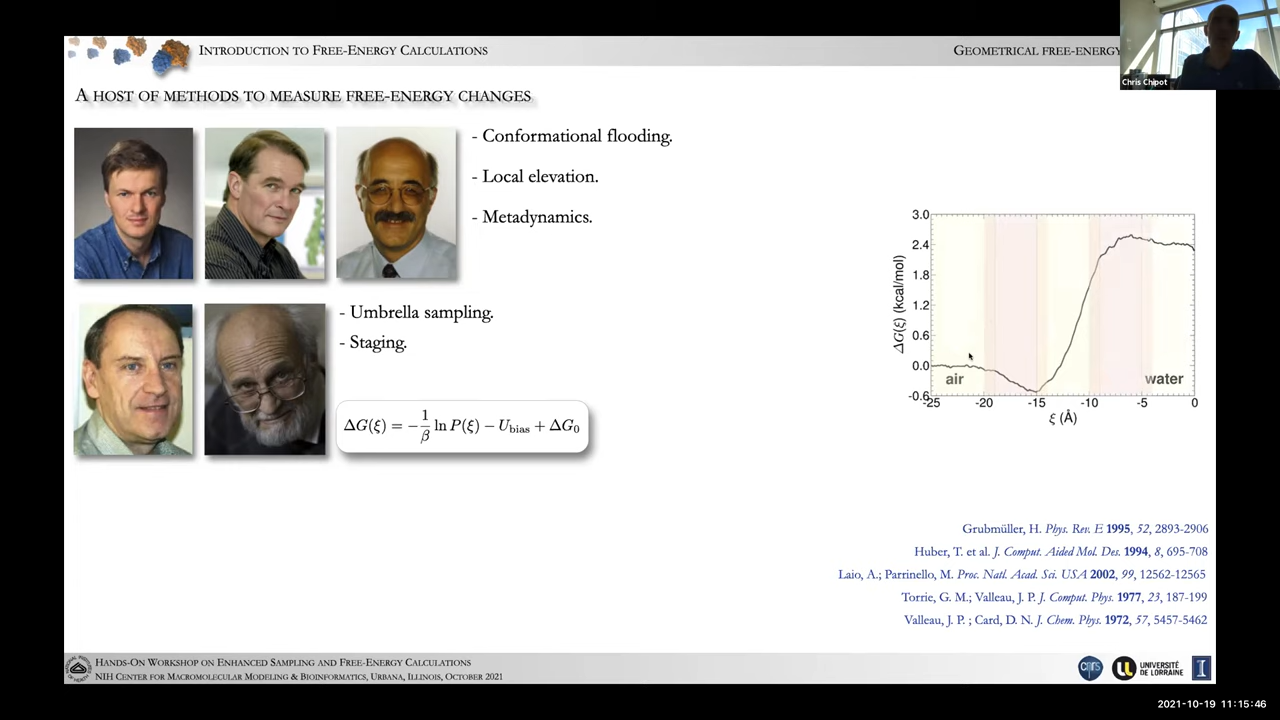 INTRODUCTION TO FREE-ENERGY CALCULATIONS
GEOMETRICAL FREE-ENERGY
Chris Chipot
A HOST OF METHODS TO MEASURE FREE-ENERGY CHANGES
- Conformational flooding.
- Local elevation.
- Metadynamics.
- Umbrella sampling.
- Staging.
ΔG(ξ) = −1/β ln P(ξ) − U_bias + ΔG₀
3.0
2.4
1.8
1.2
0.6
0.0
-0.6
ΔG(ξ) (kcal/mol)
air
water
-25 -20 -15 -10 -5 0
ξ (Å)
Grubmüller, H. Phys. Rev. E 1995, 52, 2893-2906
Huber, T. et al. J. Comput. Aided Mol. Des. 1994, 8, 695-708
Laio, A.; Parrinello, M. Proc. Natl. Acad. Sci. USA 2002, 99, 12562-12565
Torrie, G. M.; Valleau, J. P. J. Comput. Phys. 1977, 23, 187-199
Valleau, J. P. ; Card, D. N. J. Chem. Phys. 1972, 57, 5457-5462
HANDS-ON WORKSHOP ON ENHANCED SAMPLING AND FREE-ENERGY CALCULATIONS
NIH CENTER FOR MACROMOLECULAR MODELING & BIOINFORMATICS, URBANA, ILLINOIS, OCTOBER 2021
cnrs
UNIVERSITÉ
DE LORRAINE
I
2021-10-19 11:15:46